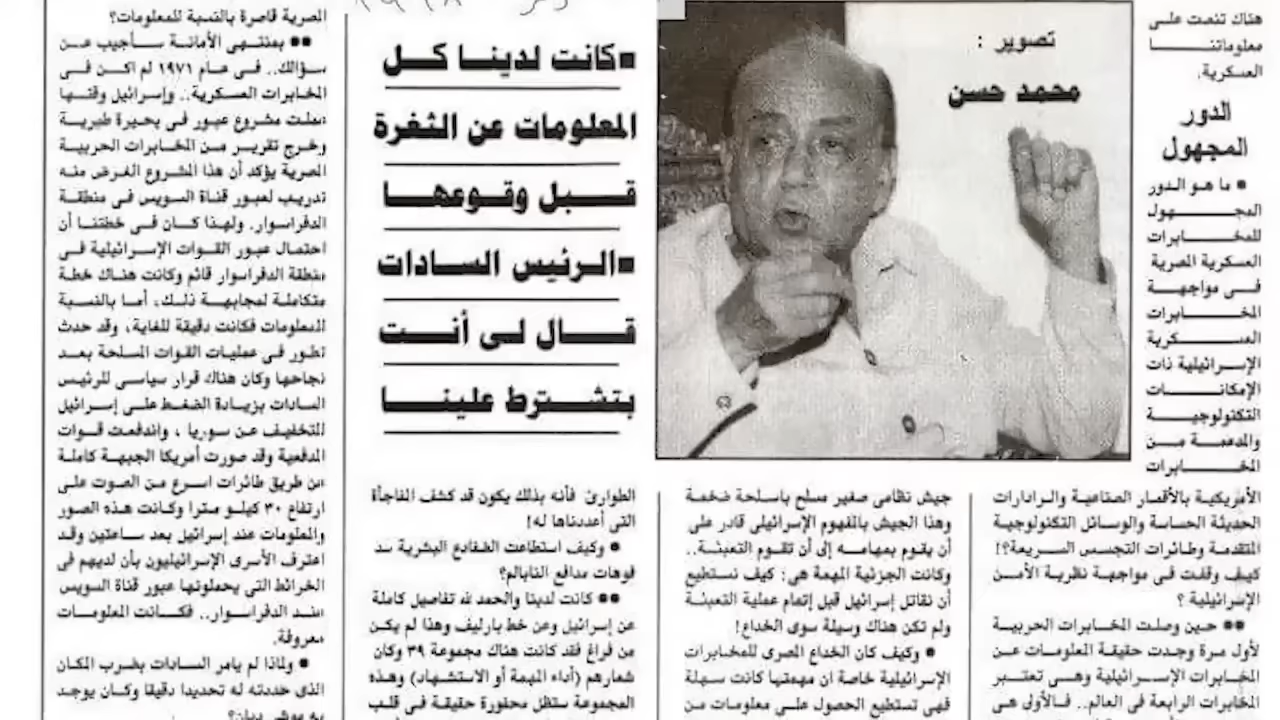 هناك تنصت على
معلوماتنا
العسكرية.
الدور
المجهول
• ما هو الدور
المجهول
للمخابرات
العسكرية المصرية
فى مواجهة
المخابرات
العسكرية
الإسرائيلية ذات
الإمكانات
التكنولوجية
والمدعمة من
المخابرات
الأمريكية بالأقمار الصناعية والرادارات
الحديثة الحساسة والوسائل التكنولوجية
المتقدمة وطائرات التجسس السريعة؟!
كيف وقفت فى مواجهة نظرية الأمن
الإسرائيلية ؟
•• حين وصلت المخابرات الحربية
لأول مرة وجدت حقيقة المعلومات عن
المخابرات الإسرائيلية وهى تعتبر
المخابرات الرابعة فى العالم.. فالأولى هى
تصوير :
محمد حسن
جيش نظامى صغير مسلح باسلحة ضخمة
وهذا الجيش بالمفهوم الإسرائيلى قادر على
أن يقوم بمهامه إلى أن تقوم التعبئة..
وكانت الجزئية المهمة هى: كيف نستطيع
أن نقاتل إسرائيل قبل إتمام عملية التعبئة
ولم تكن هناك وسيلة سوى الخداع!
• وكيف كان الخداع المصرى للمخابرات
الإسرائيلية خاصة ان مهمتها كانت سهلة
فهى تستطيع الحصول على معلومات من
■ كانت لدينا كل
المعلومات عن الثغرة
قبل وقوعها
■ الرئيس السادات
قال لى أنت
بتشترط علينا
الطوارئ فأنه بذلك يكون قد كشف المفاجأة
التى أعددناها له!
• وكيف استطاعت الضفادع البشرية سد
فوهات مدافع النابالم؟
•• كانت لدينا والحمد لله تفاصيل كاملة
عن إسرائيل وعن خط بارليف وهذا لم يكن
من فراغ فقد كانت هناك مجموعة ٣٩ وكان
شعارهم (أداء المهمة أو الاستشهاد) وهذه
المجموعة ستظل محفورة حقيقة فى قلب
المصرية قاصرة بالنسبة للمعلومات؟
•• بمنتهى الأمانة سأجيب عن
سؤالك.. فى عام ١٩٧١ لم اكن فى
المخابرات العسكرية.. وإسرائيل وقتها
عملت مشروع عبور فى بحيرة طبرية
وخرج تقرير من المخابرات الحربية
المصرية يؤكد أن هذا المشروع الغرض منه
تدريب لعبور قناة السويس فى منطقة
الدفرسوار. ولهذا كان فى خطتنا أن
احتمال عبور القوات الإسرائيلية فى
منطقة الدفراسوار قائم وكانت هناك خطة
متكاملة لمجابهة ذلك، أما بالنسبة
للمعلومات فكانت دقيقة للغاية، وقد حدث
تطور فى عمليات القوات المسلحة بعد
نجاحها وكان هناك قرار سياسى للرئيس
السادات بزيادة الضغط على إسرائيل
للتخفيف عن سوريا ، واندفعت قوات
المدفعية وقد صورت أمريكا الجبهة كاملة
عن طريق طائرات اسرع من الصوت على
ارتفاع ٣٠ كيلو مترا وكانت هذه الصور
والمعلومات عند إسرائيل بعد ساعتين وقد
اعترف الأسرى الإسرائيليون بأن لديهم فى
الخرائط التى يحملونها عبور قناة السويس
عند الدفراسوار.. فكانت المعلومات
معروفة.
• ولماذا لم يامر السادات بضرب المكان
الذى حددته له تحديدا دقيقا وكان يوجد
به موشى ديان؟